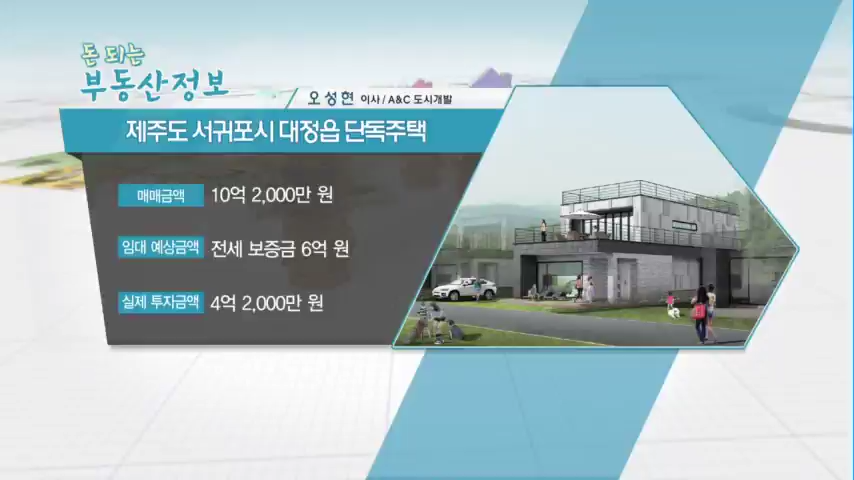 돈 되는
부동산정보
오성현 이사 / A&C 도시개발
제주도 서귀포시 대정읍 단독주택
매매금액 10억 2,000만 원
임대 예상금액 전세 보증금 6억 원
실제 투자금액 4억 2,000만 원